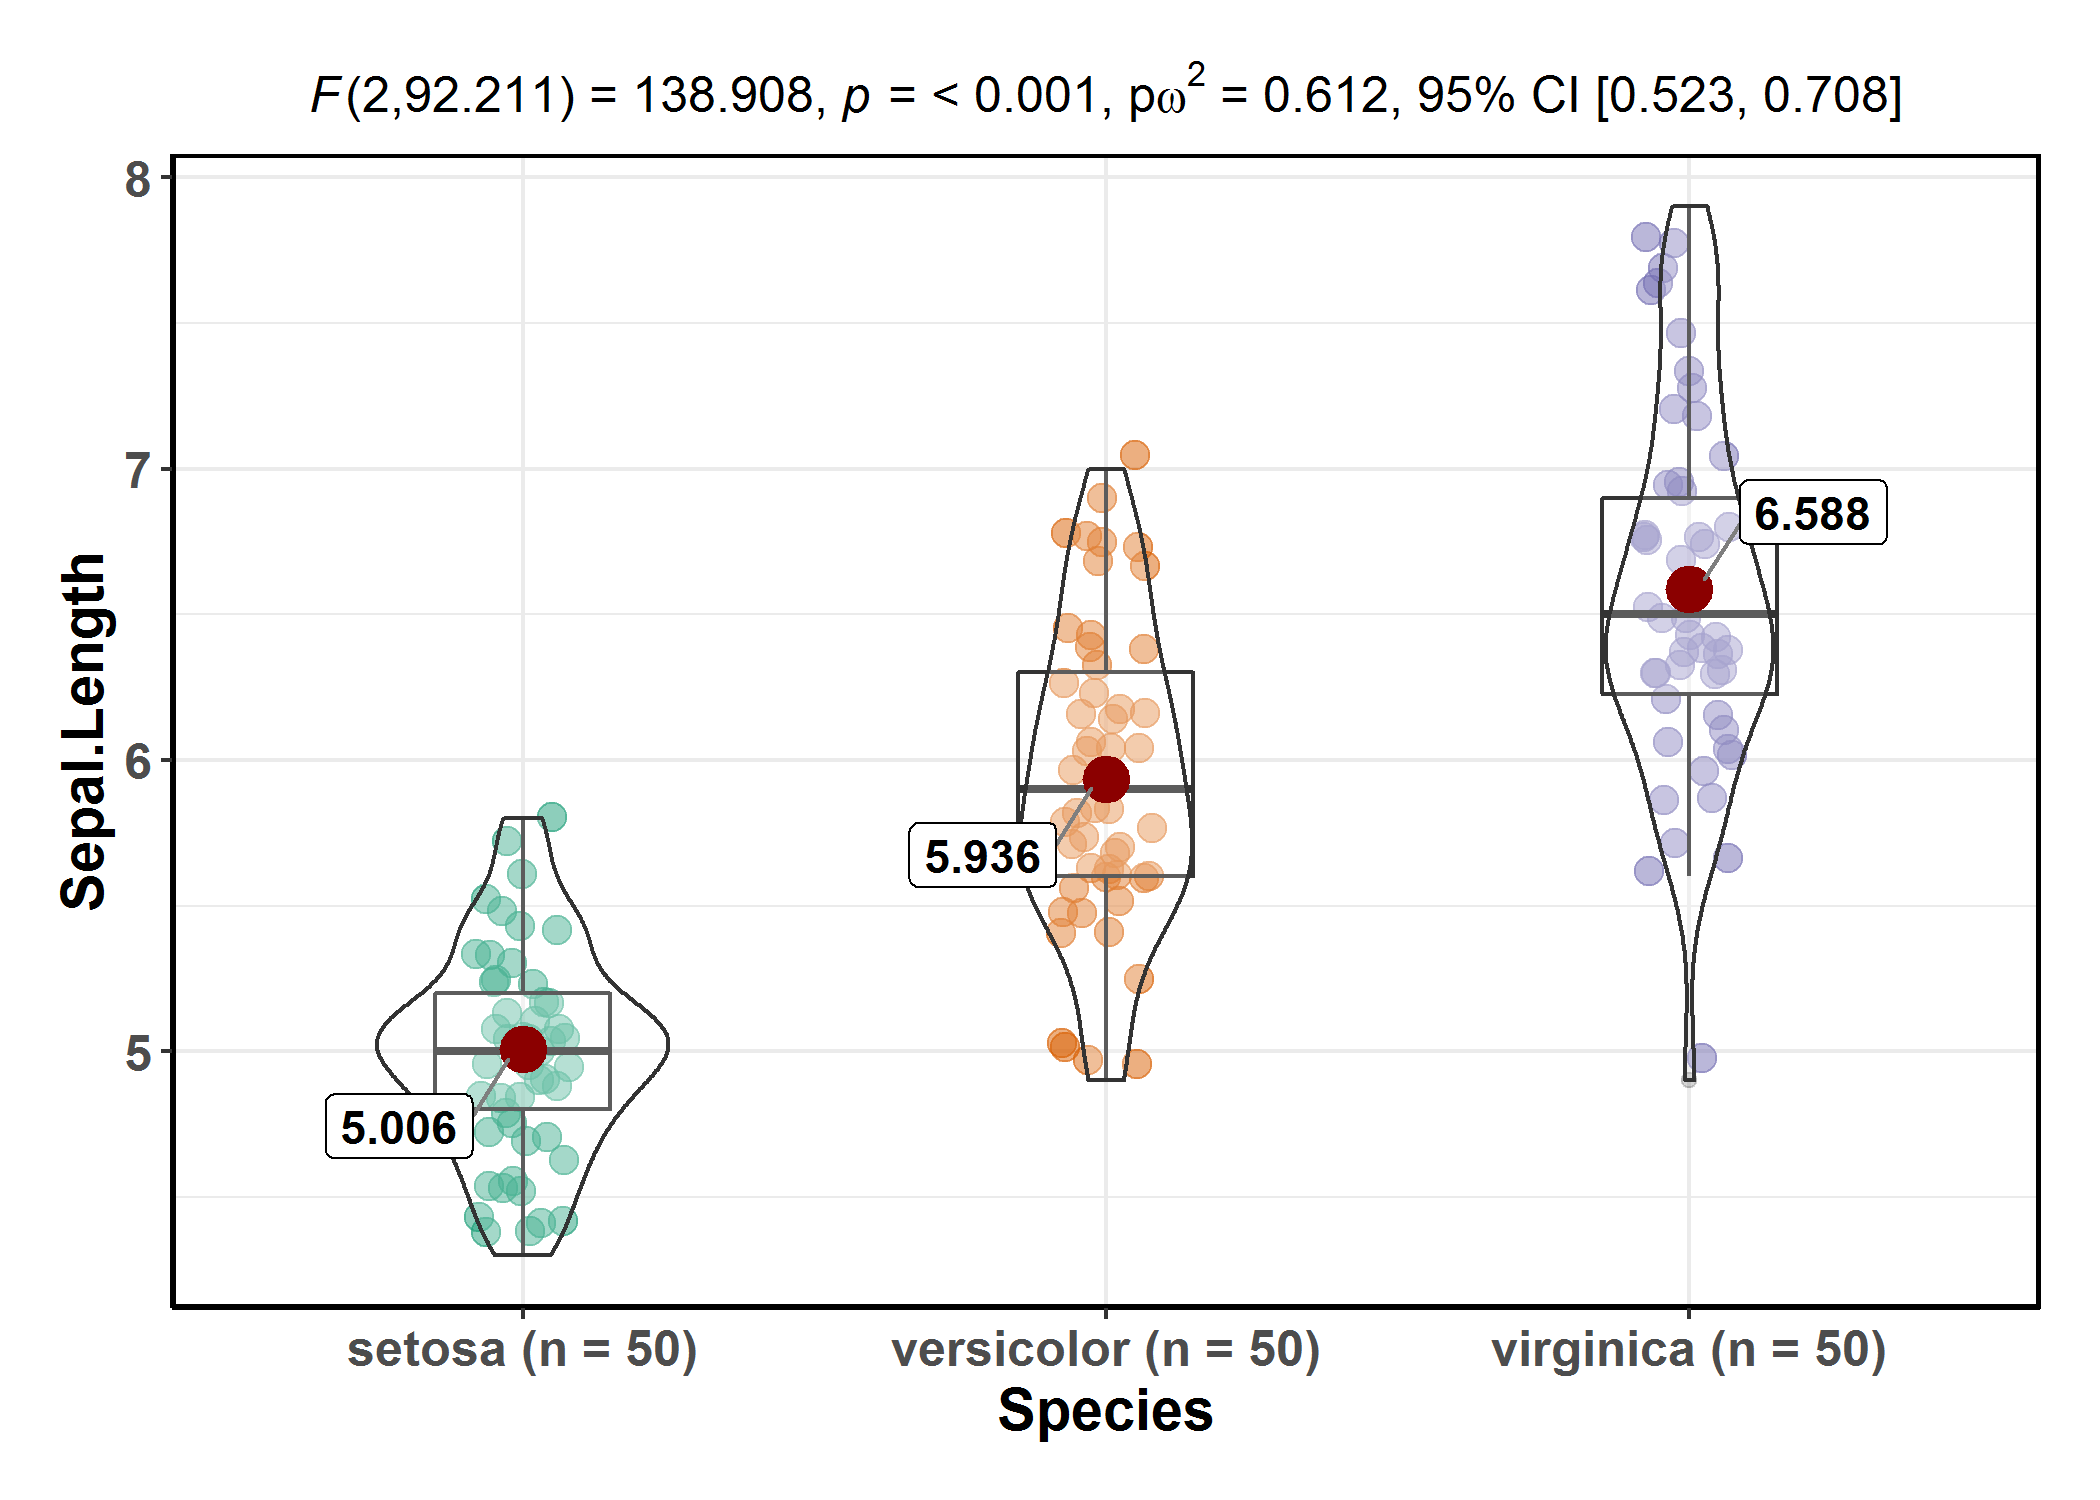 F(2,92.211) = 138.908, p = < 0.001, pω² = 0.612, 95% CI [0.523, 0.708]
8
7
6
5
Sepal.Length
6.588
5.936
5.006
setosa (n = 50)
versicolor (n = 50)
virginica (n = 50)
Species